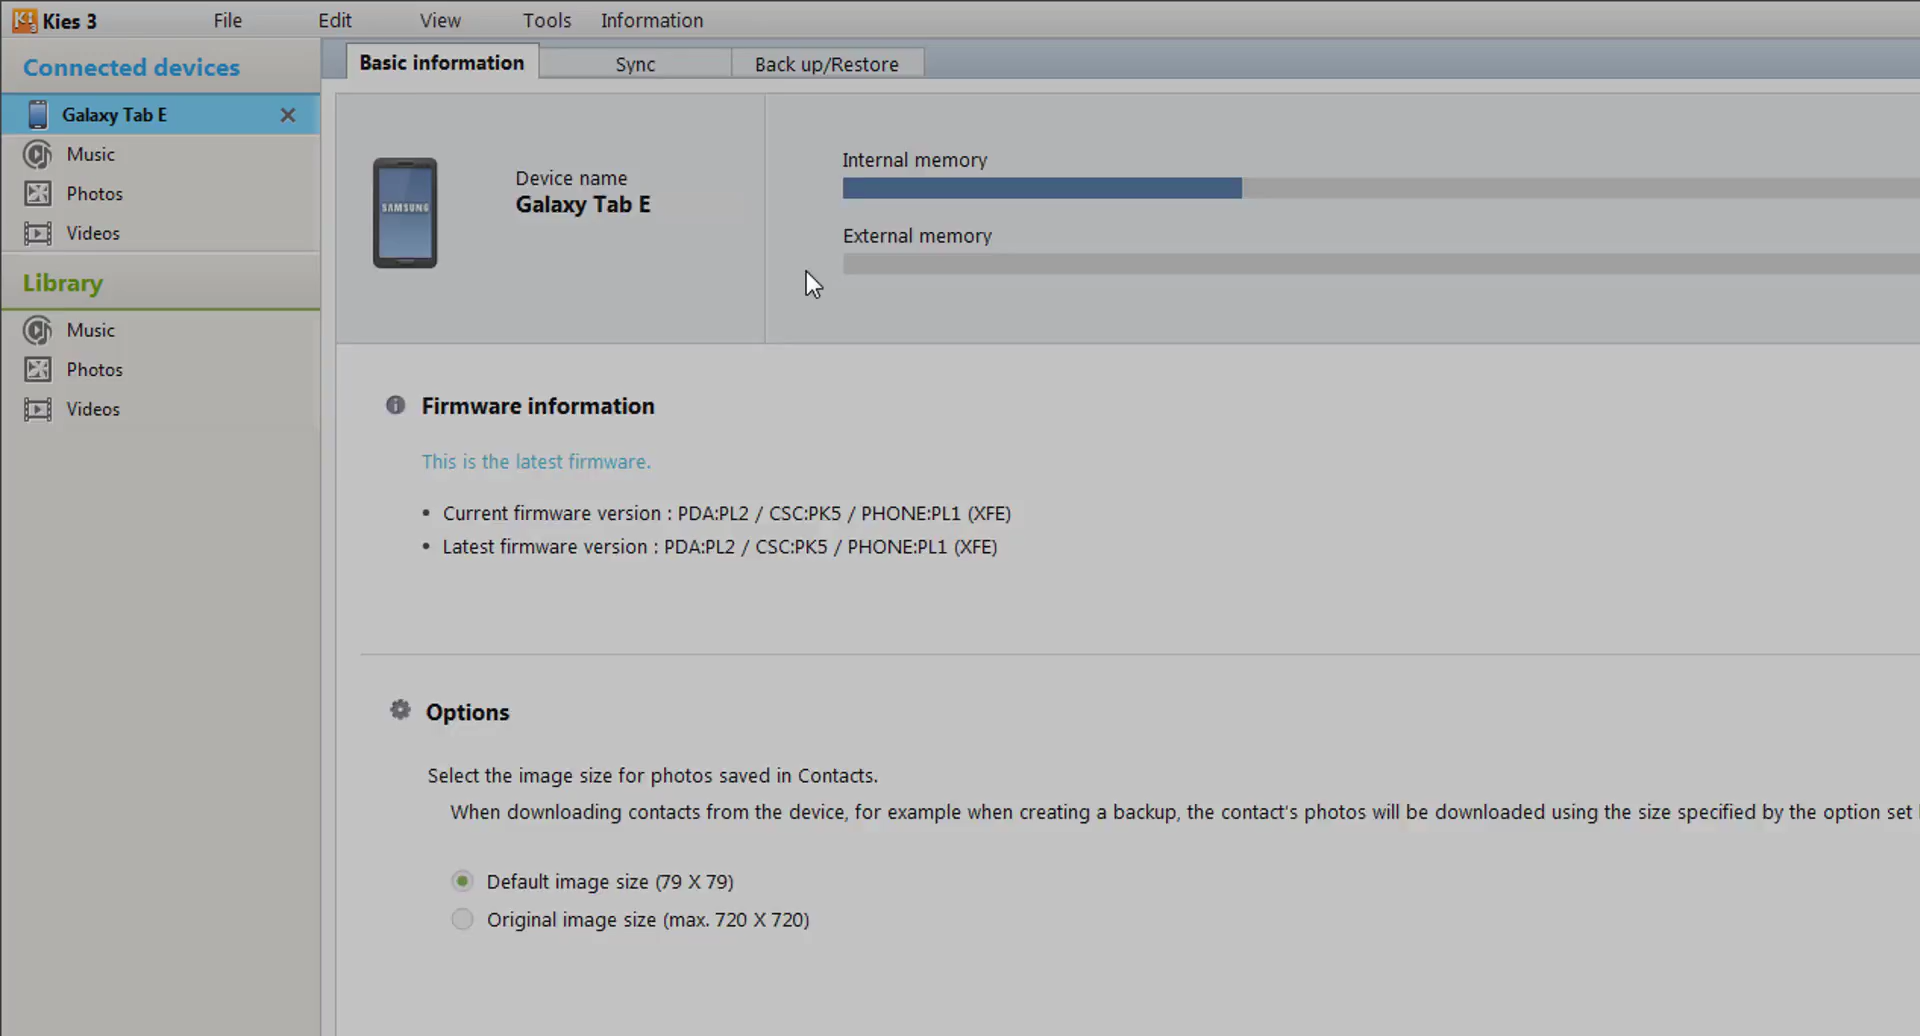 Kies 3 File Edit View Tools Information
Connected devices
Galaxy Tab E
Music
Photos
Videos
Library
Music
Photos
Videos
Basic information Sync Back up/Restore
SAMSUNG
Device name
Galaxy Tab E
Internal memory
External memory
Firmware information
This is the latest firmware.
• Current firmware version : PDA:PL2 / CSC:PK5 / PHONE:PL1 (XFE)
• Latest firmware version : PDA:PL2 / CSC:PK5 / PHONE:PL1 (XFE)
Options
Select the image size for photos saved in Contacts.
When downloading contacts from the device, for example when creating a backup, the contact's photos will be downloaded using the size specified by the option set
Default image size (79 X 79)
Original image size (max. 720 X 720)